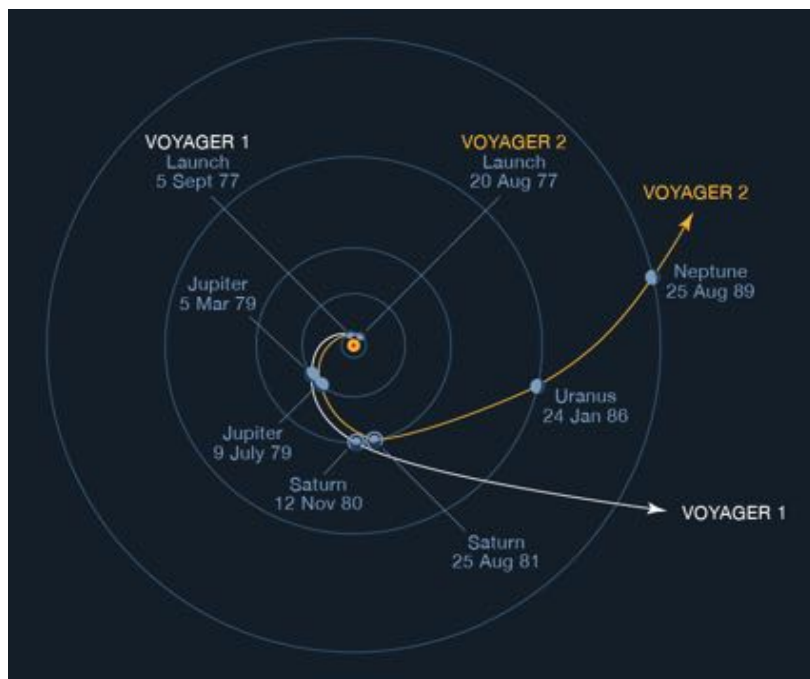 VOYAGER 1
Launch
5 Sept 77
VOYAGER 2
Launch
20 Aug 77
VOYAGER 2
Jupiter
5 Mar 79
Neptune
25 Aug 89
Uranus
24 Jan 86
Jupiter
9 July 79
Saturn
12 Nov 80
VOYAGER 1
Saturn
25 Aug 81